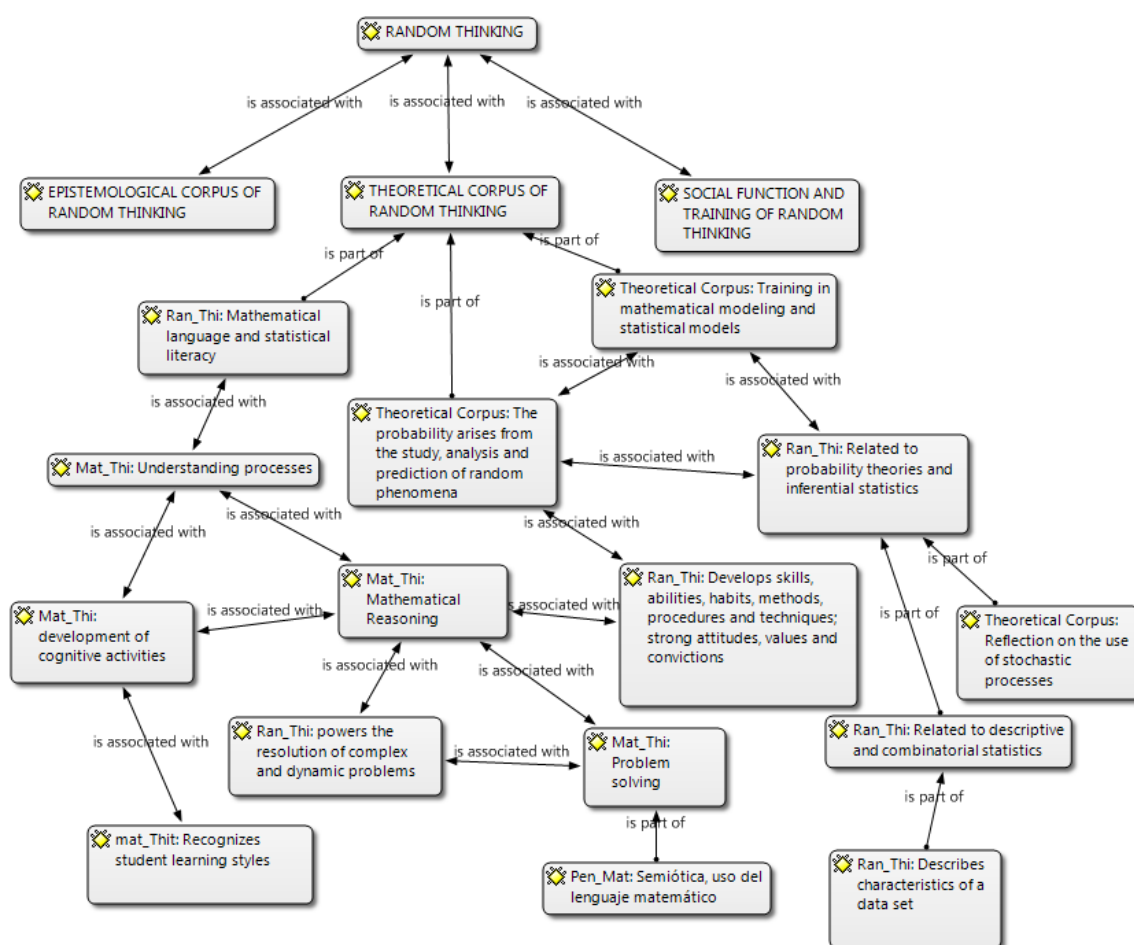 RANDOM THINKING
is associated with
is associated with
is associated with
EPISTEMOLOGICAL CORPUS OF
RANDOM THINKING
THEORETICAL CORPUS OF
RANDOM THINKING
SOCIAL FUNCTION AND
TRAINING OF RANDOM
THINKING
is part of
is part of
is part of
Ran_Thi: Mathematical
language and statistical
literacy
Theoretical Corpus: Training in
mathematical modeling and
statistical models
is associated with
is associated with
is associated with
Theoretical Corpus: The
probability arises from
the study, analysis and
prediction of random
phenomena
Ran_Thi: Related to
probability theories and
inferential statistics
is associated with
Mat_Thi: Understanding processes
is associated with
is associated with
is associated with
is part of
Mat_Thi:
development of
cognitive activities
is associated with
Mat_Thi:
Mathematical
Reasoning
is associated with
Ran_Thi: Develops skills,
abilities, habits, methods,
procedures and techniques;
strong attitudes, values and
convictions
is part of
Theoretical Corpus:
Reflection on the use
of stochastic
processes
is associated with
is associated with
is associated with
Ran_Thi: powers the
resolution of complex
and dynamic problems
is associated with
Mat_Thi:
Problem
solving
Ran_Thi: Related to descriptive
and combinatorial statistics
is part of
is part of
mat_Thit: Recognizes
student learning styles
Pen_Mat: Semiótica, uso del
lenguaje matemático
Ran_Thi: Describes
characteristics of a
data set